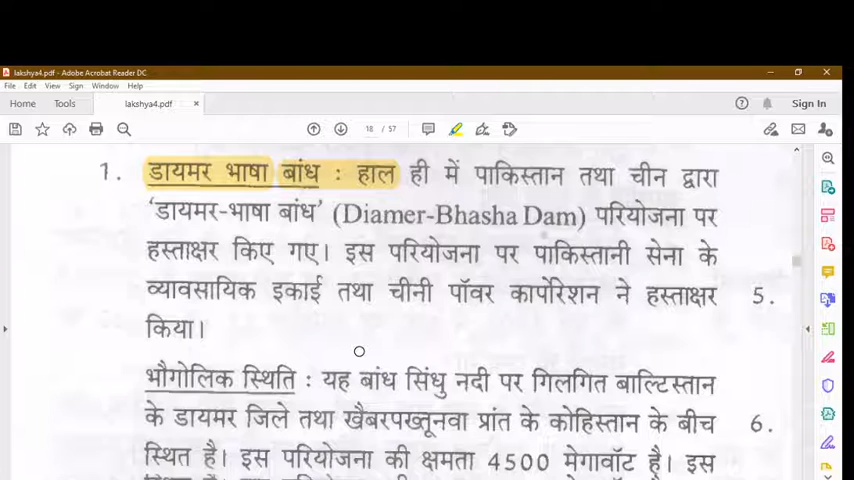 lakshya4.pdf - Adobe Acrobat Reader DC
File Edit View Sign Window Help
Home Tools lakshya4.pdf × Sign In
18 / 57
1. डायमर भाषा बांध : हाल ही में पाकिस्तान तथा चीन द्वारा
'डायमर-भाषा बांध' (Diamer-Bhasha Dam) परियोजना पर
हस्ताक्षर किए गए। इस परियोजना पर पाकिस्तानी सेना के
व्यावसायिक इकाई तथा चीनी पॉवर कार्पोरेशन ने हस्ताक्षर 5.
किया।
भौगोलिक स्थिति : यह बांध सिंधु नदी पर गिलगित बाल्टिस्तान
के डायमर जिले तथा खैबरपख्तूनवा प्रांत के कोहिस्तान के बीच 6.
स्थित है। इस परियोजना की क्षमता 4500 मेगावॉट है। इस